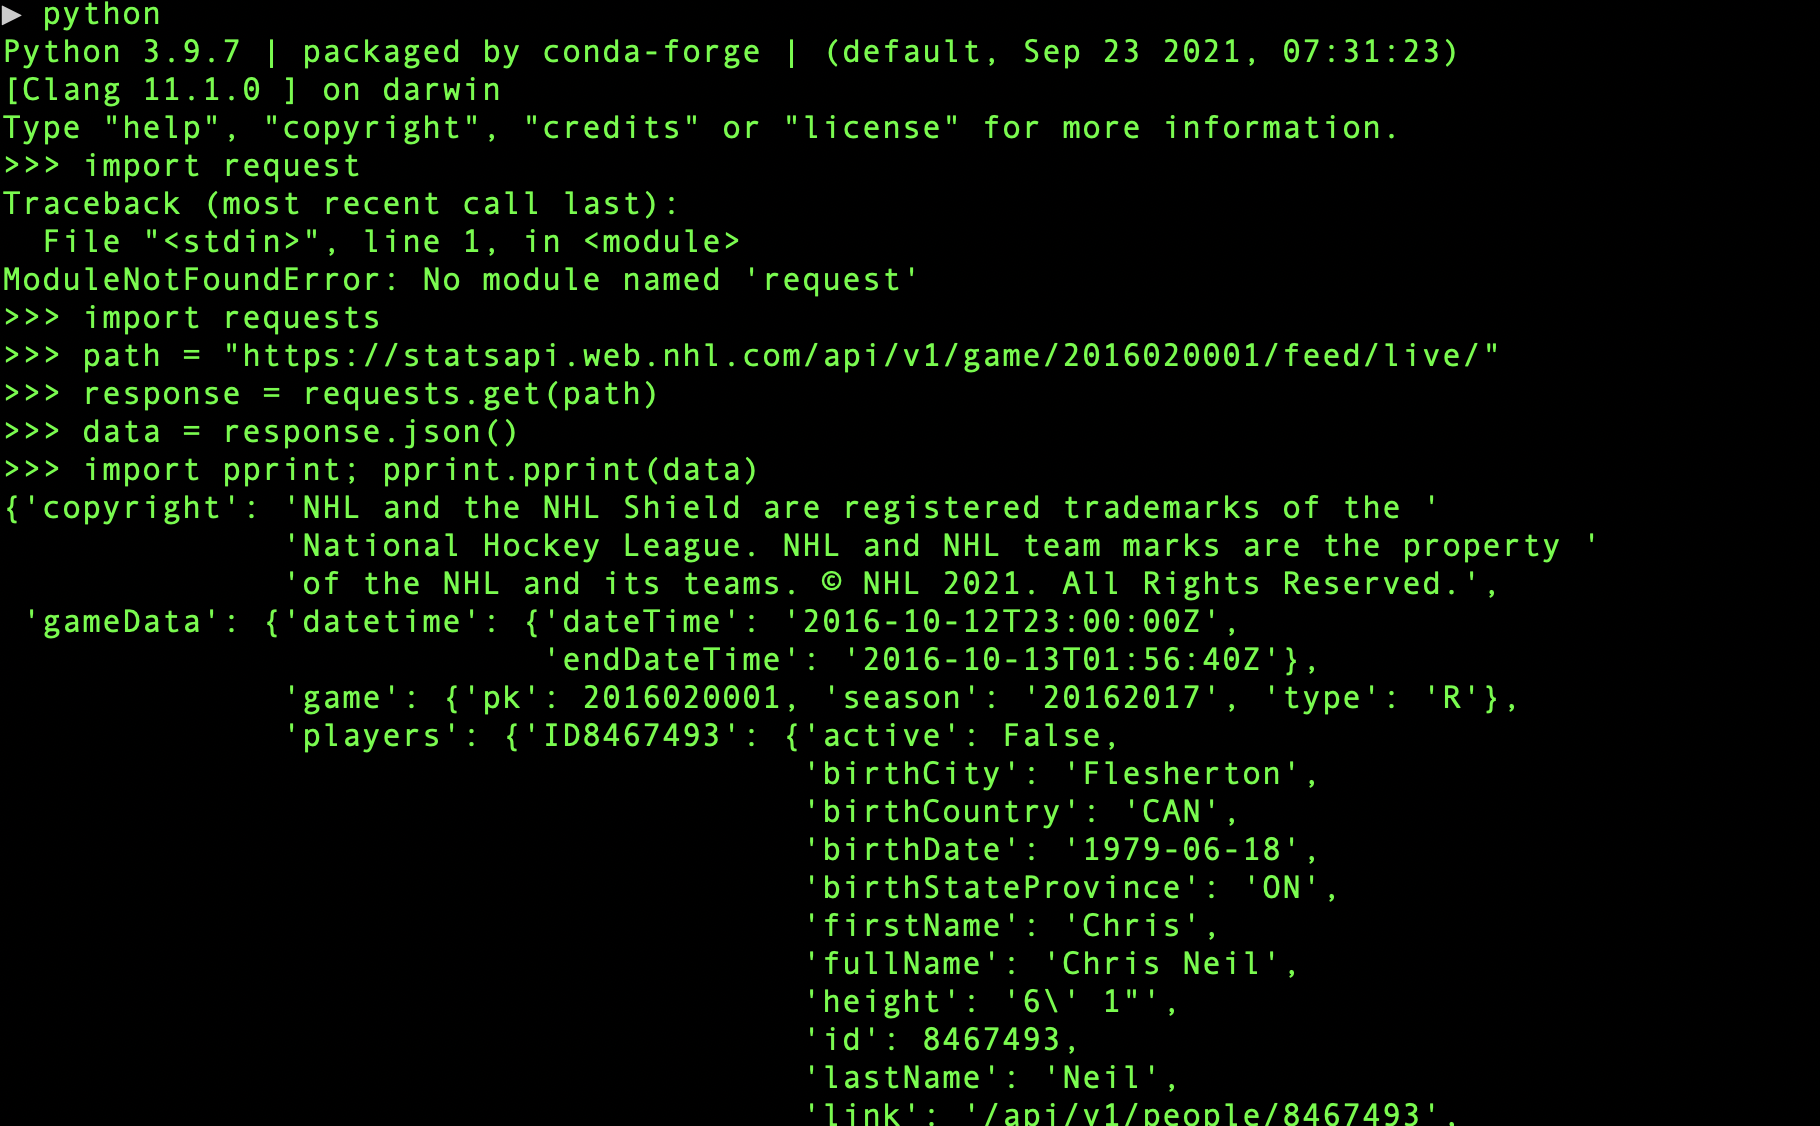 ▶ python
Python 3.9.7 | packaged by conda-forge | (default, Sep 23 2021, 07:31:23)
[Clang 11.1.0 ] on darwin
Type "help", "copyright", "credits" or "license" for more information.
>>> import request
Traceback (most recent call last):
  File "<stdin>", line 1, in <module>
ModuleNotFoundError: No module named 'request'
>>> import requests
>>> path = "https://statsapi.web.nhl.com/api/v1/game/2016020001/feed/live/"
>>> response = requests.get(path)
>>> data = response.json()
>>> import pprint; pprint.pprint(data)
{'copyright': 'NHL and the NHL Shield are registered trademarks of the '
              'National Hockey League. NHL and NHL team marks are the property '
              'of the NHL and its teams. © NHL 2021. All Rights Reserved.',
 'gameData': {'datetime': {'dateTime': '2016-10-12T23:00:00Z',
                           'endDateTime': '2016-10-13T01:56:40Z'},
              'game': {'pk': 2016020001, 'season': '20162017', 'type': 'R'},
              'players': {'ID8467493': {'active': False,
                                        'birthCity': 'Flesherton',
                                        'birthCountry': 'CAN',
                                        'birthDate': '1979-06-18',
                                        'birthStateProvince': 'ON',
                                        'firstName': 'Chris',
                                        'fullName': 'Chris Neil',
                                        'height': '6\' 1"',
                                        'id': 8467493,
                                        'lastName': 'Neil',
                                        'link': '/api/v1/people/8467493',